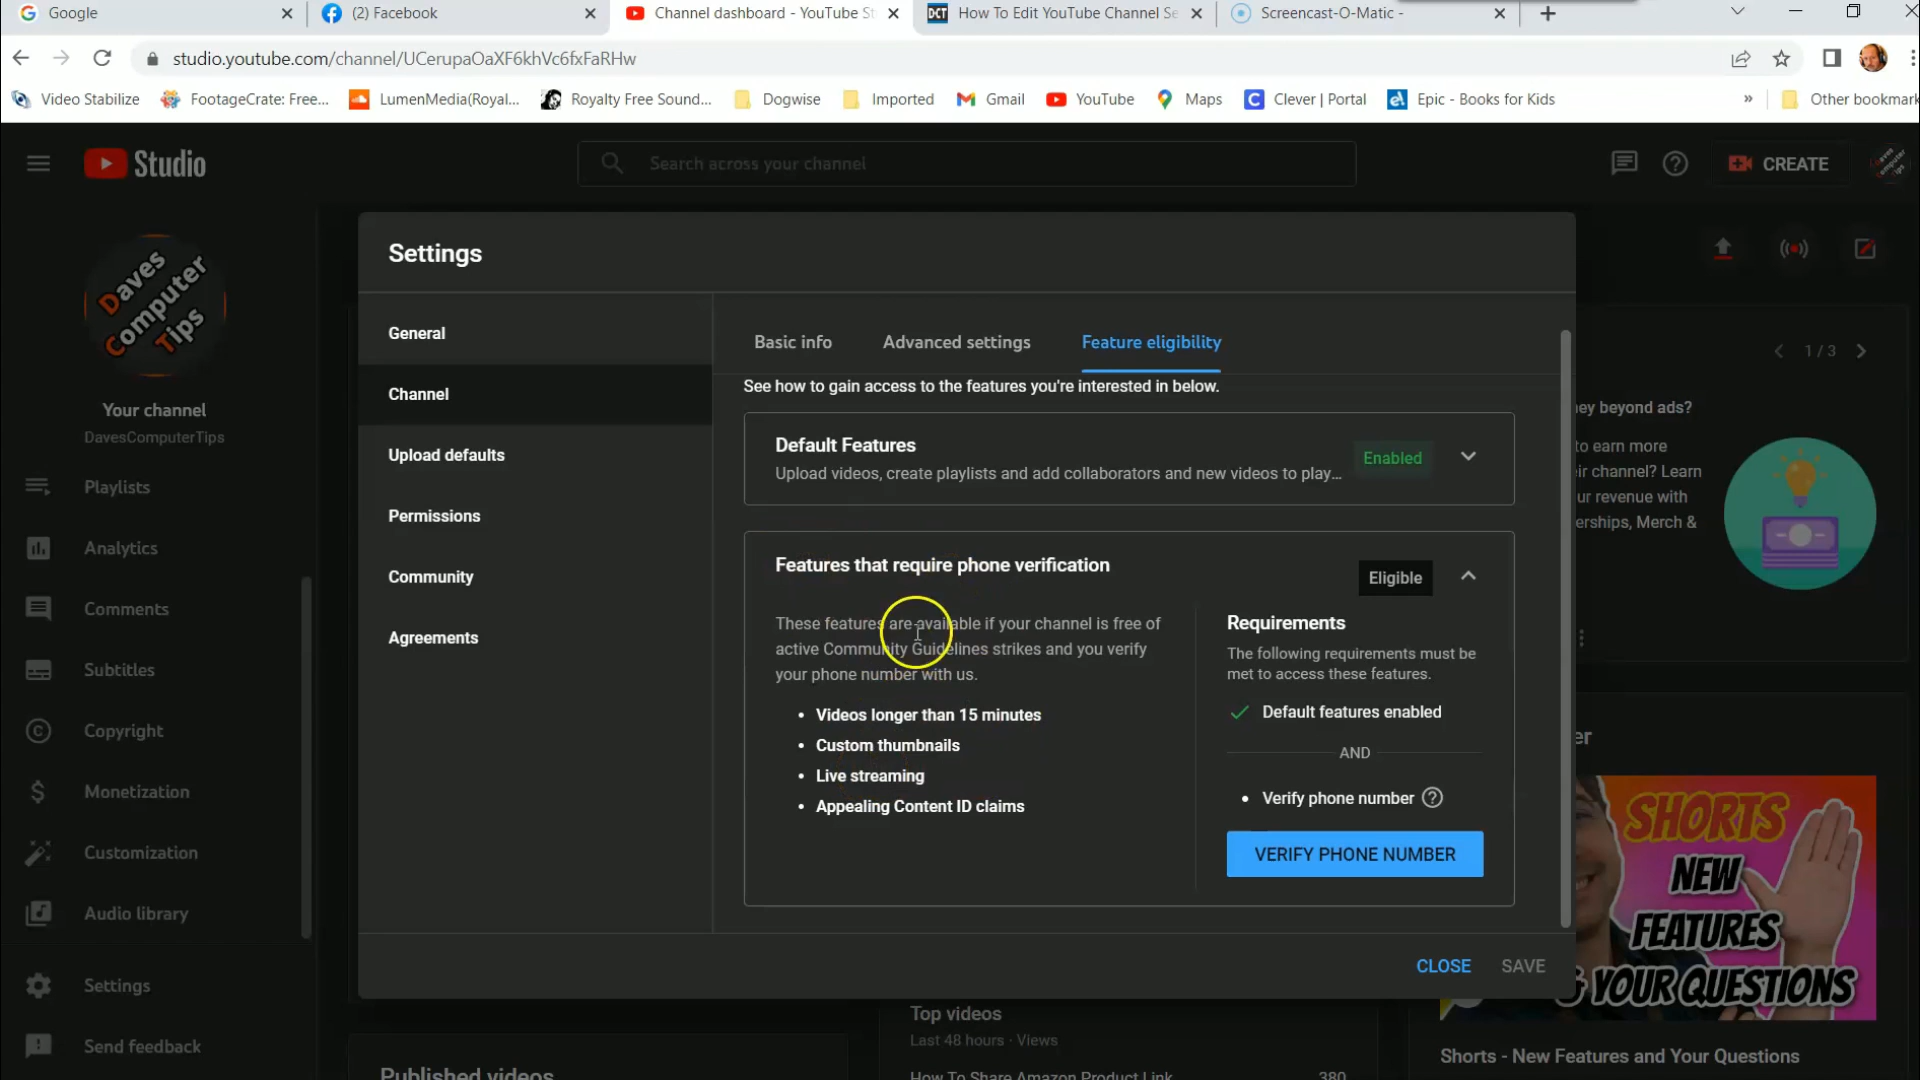 Google
(2) Facebook
Channel dashboard - YouTube St
DCT How To Edit YouTube Channel Se
Screencast-O-Matic -
studio.youtube.com/channel/UCerupaOaXF6khVc6fxFaRHw
Video Stabilize
FootageCrate: Free...
LumenMedia(Royal...
Royalty Free Sound...
Dogwise
Imported
Gmail
YouTube
Maps
Clever | Portal
Epic - Books for Kids
»
Other bookmark
Studio
Search across your channel
CREATE
Daves
Computer
Tips
Your channel
DavesComputerTips
Playlists
Analytics
Comments
Subtitles
Copyright
Monetization
Customization
Audio library
Settings
Send feedback
Settings
General
Channel
Upload defaults
Permissions
Community
Agreements
Basic info
Advanced settings
Feature eligibility
See how to gain access to the features you're interested in below.
Default Features
Upload videos, create playlists and add collaborators and new videos to play...
Enabled
Features that require phone verification
Eligible
These features are available if your channel is free of
active Community Guidelines strikes and you verify
your phone number with us.
• Videos longer than 15 minutes
• Custom thumbnails
• Live streaming
• Appealing Content ID claims
Requirements
The following requirements must be
met to access these features.
Default features enabled
AND
• Verify phone number
VERIFY PHONE NUMBER
CLOSE
SAVE
1 / 3
ey beyond ads?
to earn more
ir channel? Learn
ur revenue with
erships, Merch &
er
SHORTS
NEW
FEATURES
& YOUR QUESTIONS
Shorts - New Features and Your Questions
Published videos
Top videos
Last 48 hours · Views
How To Share Amazon Product Link
380